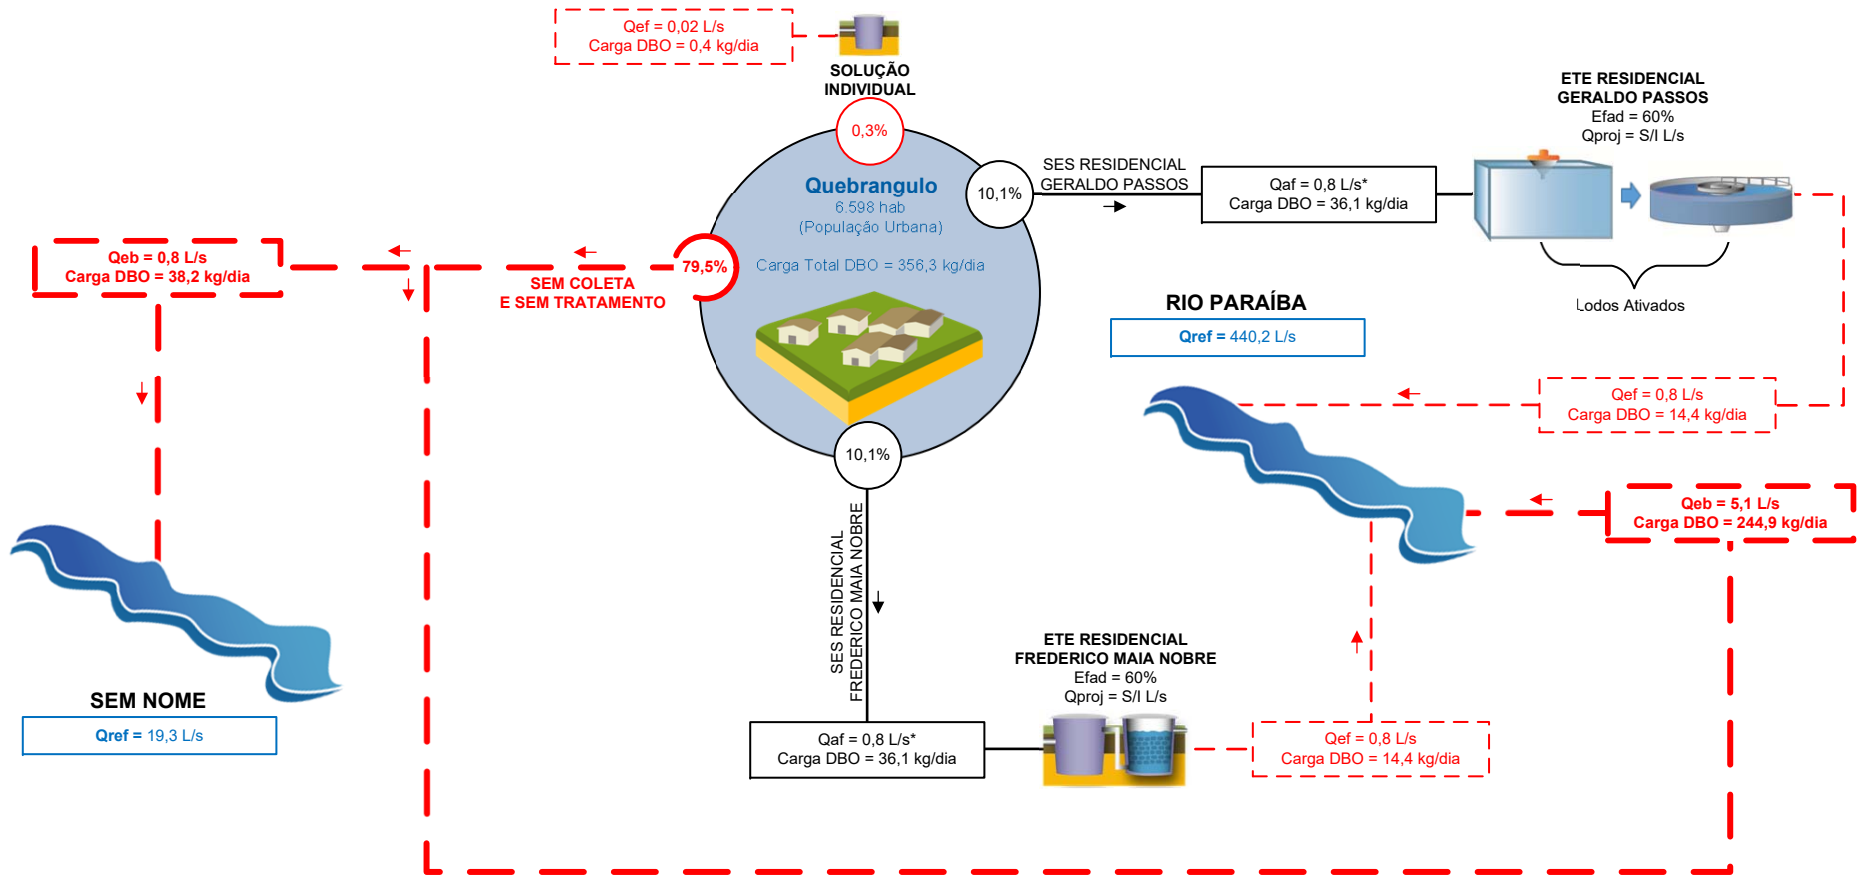 Qef = 0,02 L/s
Carga DBO = 0,4 kg/dia
SOLUÇÃO
INDIVIDUAL
0,3%
Quebrangulo
6.598 hab
(População Urbana)
Carga Total DBO = 356,3 kg/dia
10,1%
SES RESIDENCIAL
GERALDO PASSOS
Qaf = 0,8 L/s*
Carga DBO = 36,1 kg/dia
ETE RESIDENCIAL
GERALDO PASSOS
Efad = 60%
Qproj = S/I L/s
Lodos Ativados
Qeb = 0,8 L/s
Carga DBO = 38,2 kg/dia
79,5%
SEM COLETA
E SEM TRATAMENTO
RIO PARAÍBA
Qref = 440,2 L/s
Qef = 0,8 L/s
Carga DBO = 14,4 kg/dia
10,1%
Qeb = 5,1 L/s
Carga DBO = 244,9 kg/dia
SES RESIDENCIAL
FREDERICO MAIA NOBRE
SEM NOME
Qref = 19,3 L/s
ETE RESIDENCIAL
FREDERICO MAIA NOBRE
Efad = 60%
Qproj = S/I L/s
Qaf = 0,8 L/s*
Carga DBO = 36,1 kg/dia
Qef = 0,8 L/s
Carga DBO = 14,4 kg/dia